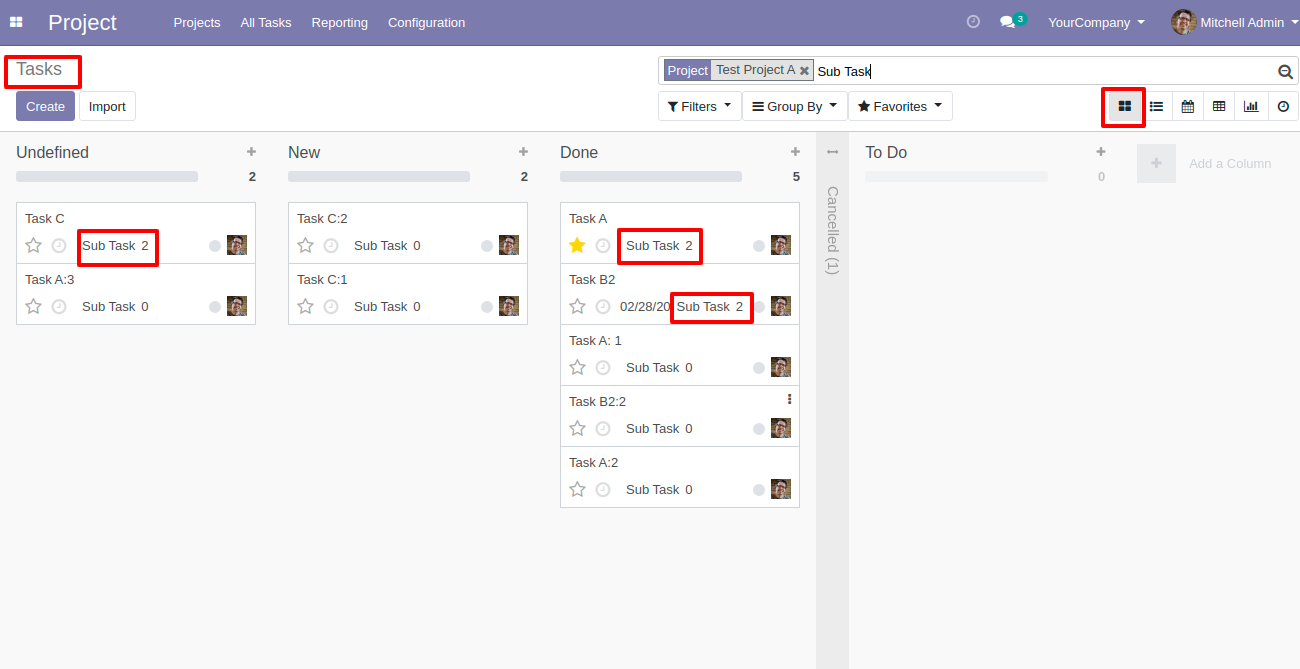 Project Projects All Tasks Reporting Configuration 3 YourCompany Mitchell Admin
Tasks
Project Test Project A Sub Task
Create Import
Filters Group By Favorites
Undefined
2
Task C
Sub Task 2
Task A:3
Sub Task 0
New
2
Task C:2
Sub Task 0
Task C:1
Sub Task 0
Done
5
Task A
Sub Task 2
Task B2
02/28/20 Sub Task 2
Task A: 1
Sub Task 0
Task B2:2
Sub Task 0
Task A:2
Sub Task 0
Cancelled (1)
To Do
0
Add a Column